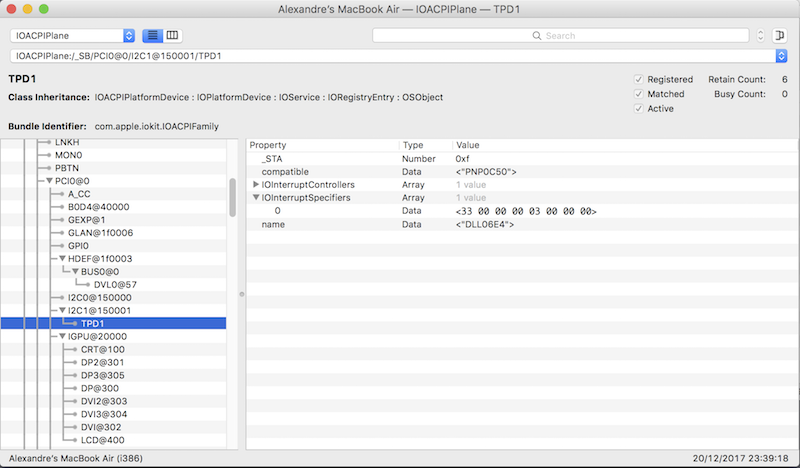 Alexandre's MacBook Air — IOACPIPlane — TPD1
IOACPIPlane
Search
IOACPIPlane:/_SB/PCI0@0/I2C1@150001/TPD1
TPD1
Registered Retain Count: 6
Class Inheritance: IOACPIPlatformDevice : IOPlatformDevice : IOService : IORegistryEntry : OSObject
Matched Busy Count: 0
Active
Bundle Identifier: com.apple.iokit.IOACPIFamily
LNKH
MON0
PBTN
PCI0@0
A_CC
B0D4@40000
GEXP@1
GLAN@1f0006
GPI0
HDEF@1f0003
BUS0@0
DVL0@57
I2C0@150000
I2C1@150001
TPD1
IGPU@20000
CRT@100
DP2@301
DP3@305
DP@300
DVI2@303
DVI3@304
DVI@302
LCD@400
Property Type Value
_STA Number 0xf
compatible Data <"PNP0C50">
IOInterruptControllers Array 1 value
IOInterruptSpecifiers Array 1 value
0 Data <33 00 00 00 03 00 00 00>
name Data <"DLL06E4">
Alexandre's MacBook Air (i386) 20/12/2017 23:39:18